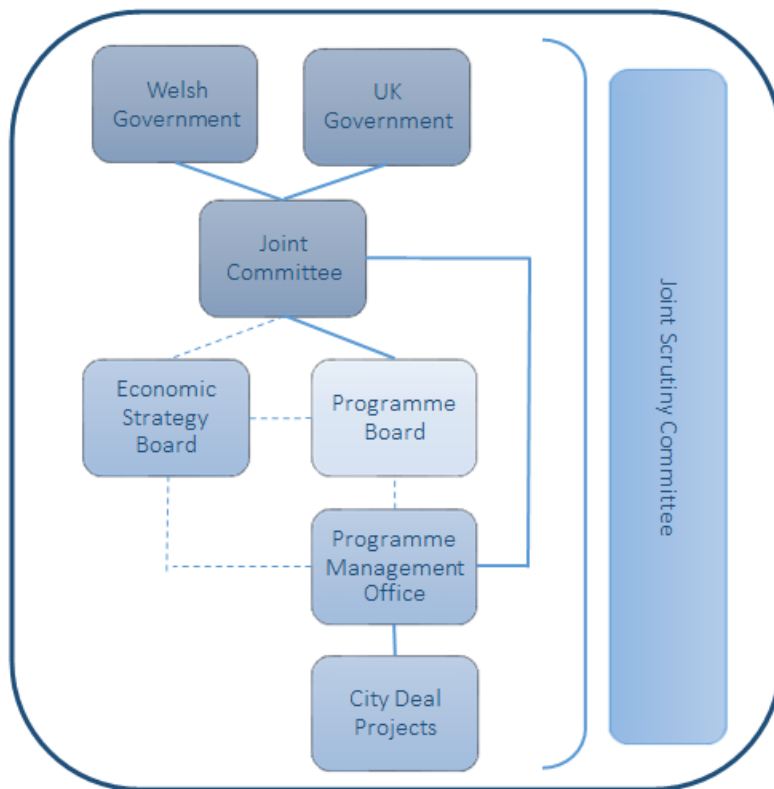 Welsh
Government
UK
Government
Joint
Committee
Economic
Strategy
Board
Programme
Board
Programme
Management
Office
City Deal
Projects
Joint Scrutiny Committee